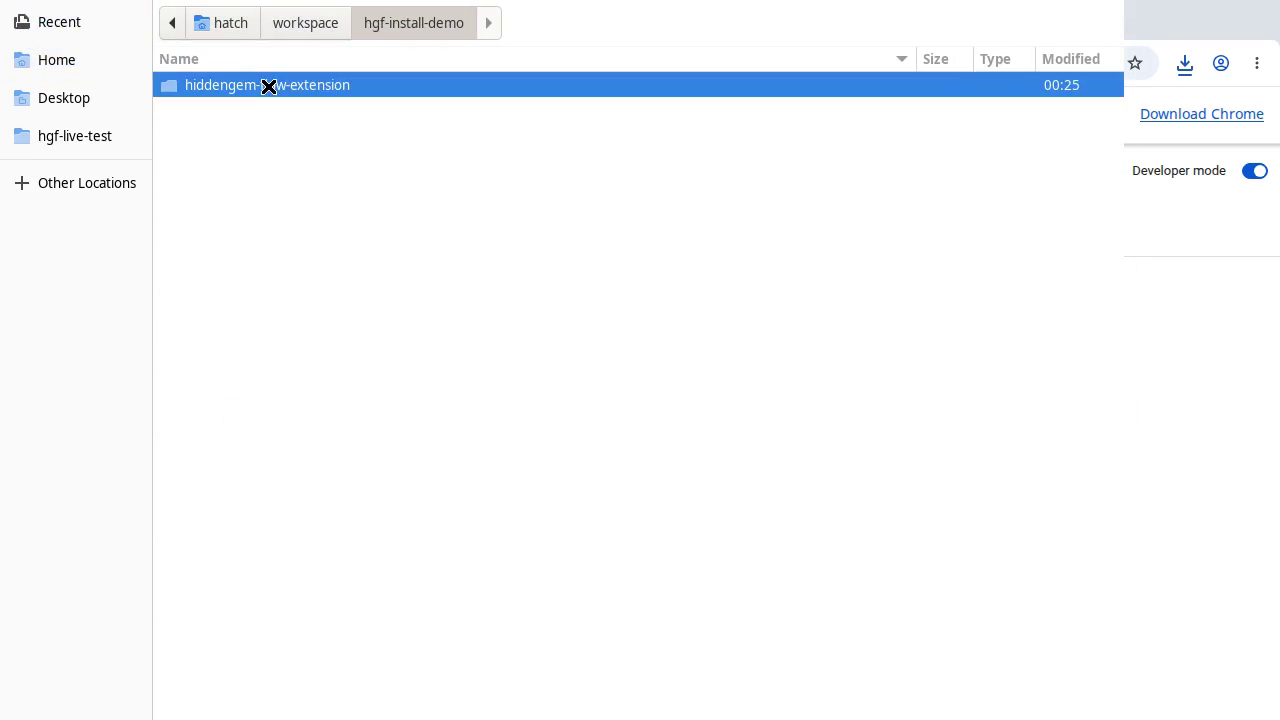 Recent
Home
Desktop
hgf-live-test
Other Locations
hatch workspace hgf-install-demo
Name Size Type Modified
00:25
Download Chrome
Developer mode